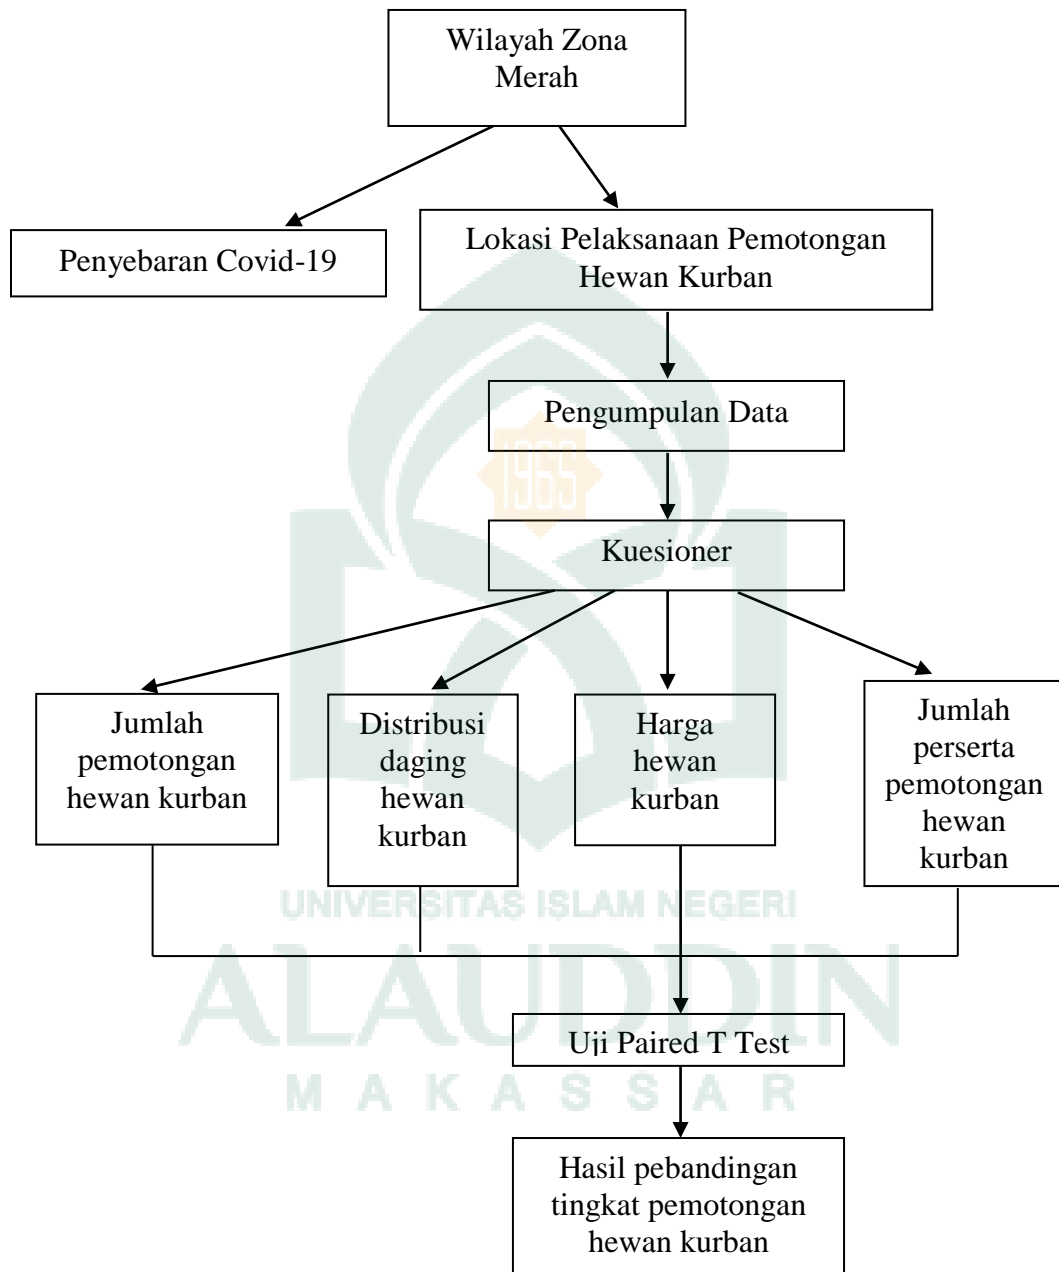 Wilayah Zona
Merah
Penyebaran Covid-19
Lokasi Pelaksanaan Pemotongan
Hewan Kurban
Pengumpulan Data
1965
Kuesioner
Jumlah
pemotongan
hewan kurban
Distribusi
daging
hewan
kurban
Harga
hewan
kurban
Jumlah
perserta
pemotongan
hewan
kurban
UNIVERSITAS ISLAM NEGERI
ALAUDDIN
MAKASSAR
Uji Paired T Test
Hasil pebandingan
tingkat pemotongan
hewan kurban